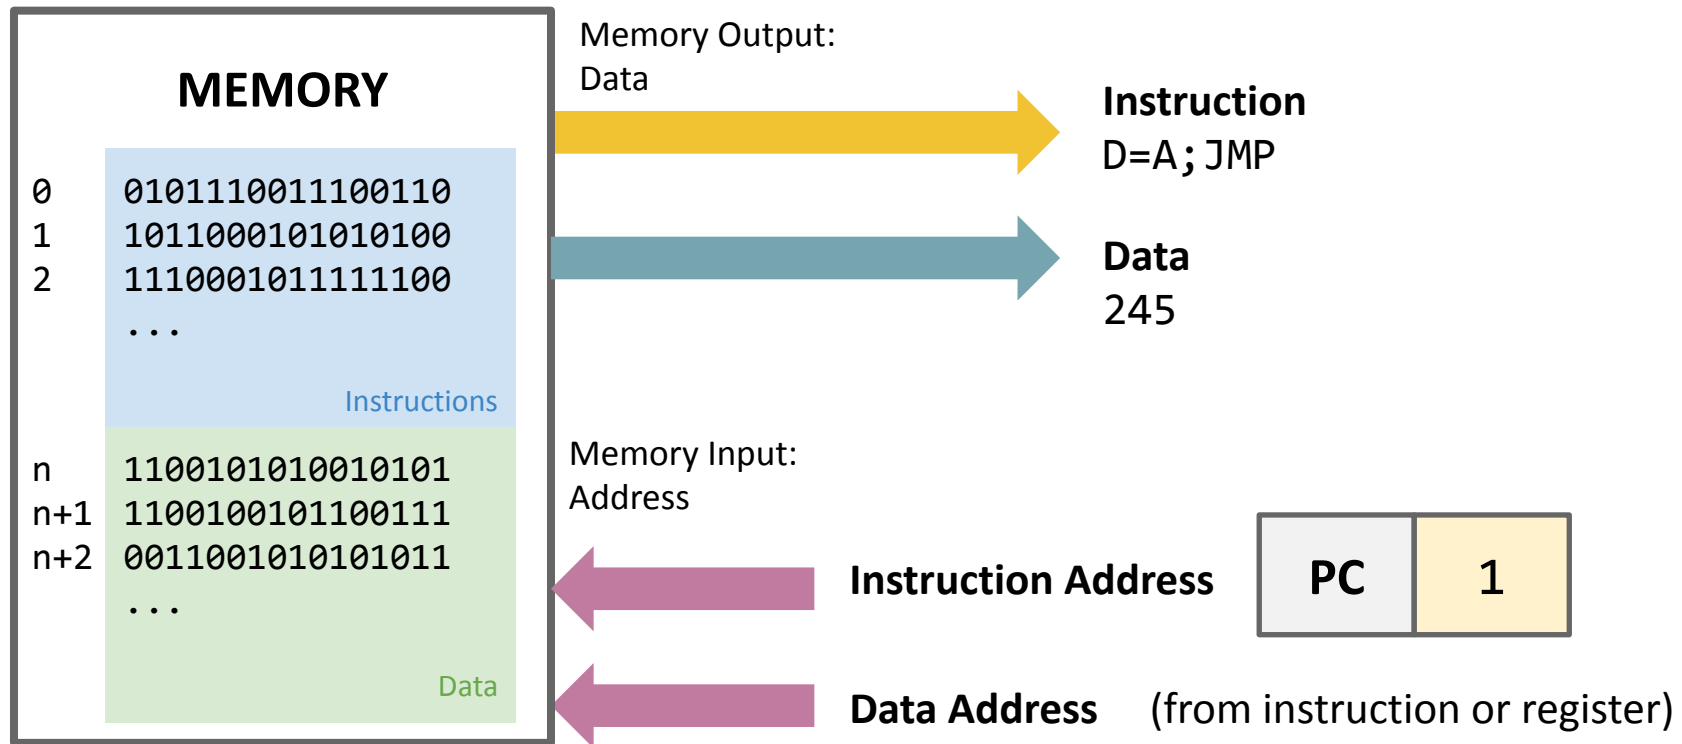 MEMORY
0 0101110011100110
1 1011000101010100
2 1110001011111100
...
Instructions
n 1100101010010101
n+1 1100100101100111
n+2 0011001010101011
...
Data
Memory Output:
Data
Instruction
D=A;JMP
Data
245
Memory Input:
Address
Instruction Address PC 1
Data Address (from instruction or register)